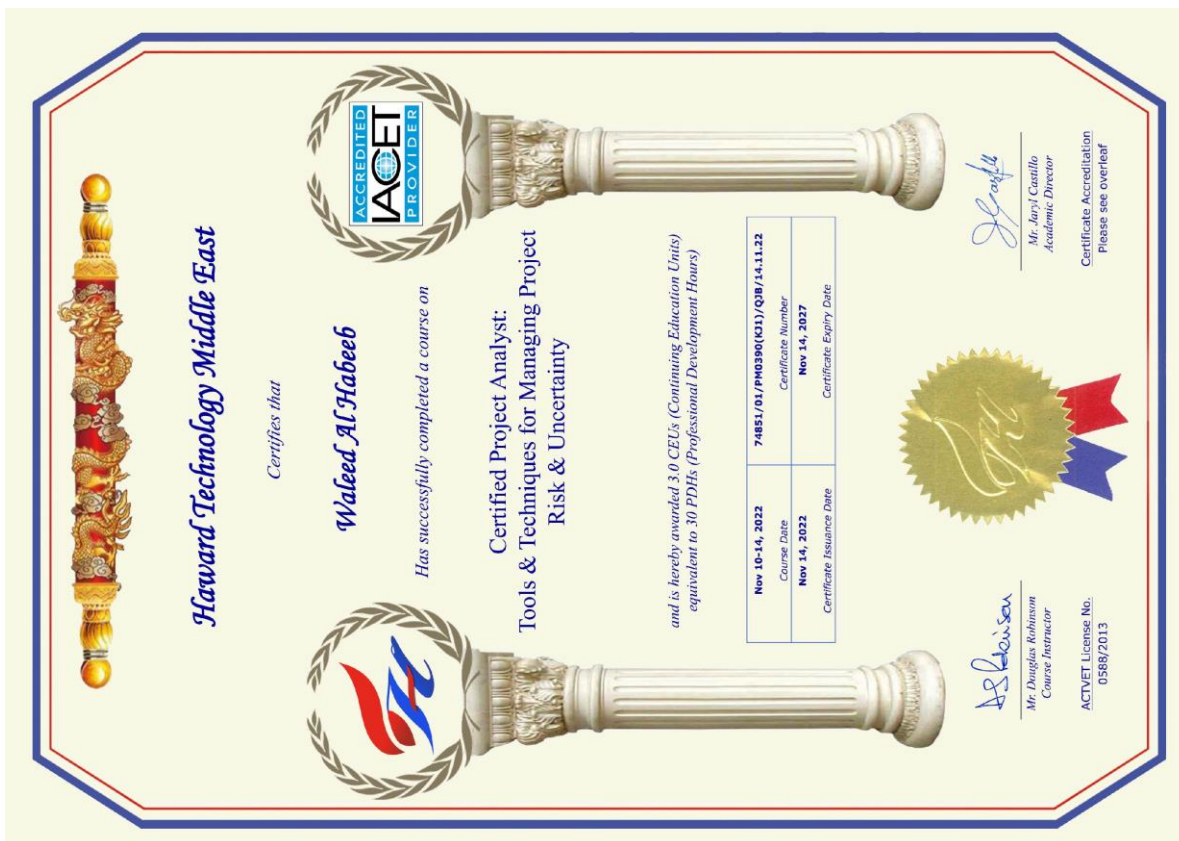 Haward Technology Middle East
Certifies that
Waleed Al Habeeb
Has successfully completed a course on
Certified Project Analyst:
Tools & Techniques for Managing Project
Risk & Uncertainty
and is hereby awarded 3.0 CEUs (Continuing Education Units)
equivalent to 30 PDHs (Professional Development Hours)
Nov 10-14, 2022
Course Date
74851/01/PM0390(KJ1)/QJB/14.11.22
Certificate Number
Nov 14, 2022
Certificate Issuance Date
Nov 14, 2027
Certificate Expiry Date
ACCREDITED
IACET
PROVIDER
Mr. Douglas Robinson
Course Instructor
ACTVET License No.
0588/2013
Mr. Jaryl Castillo
Academic Director
Certificate Accreditation
Please see overleaf